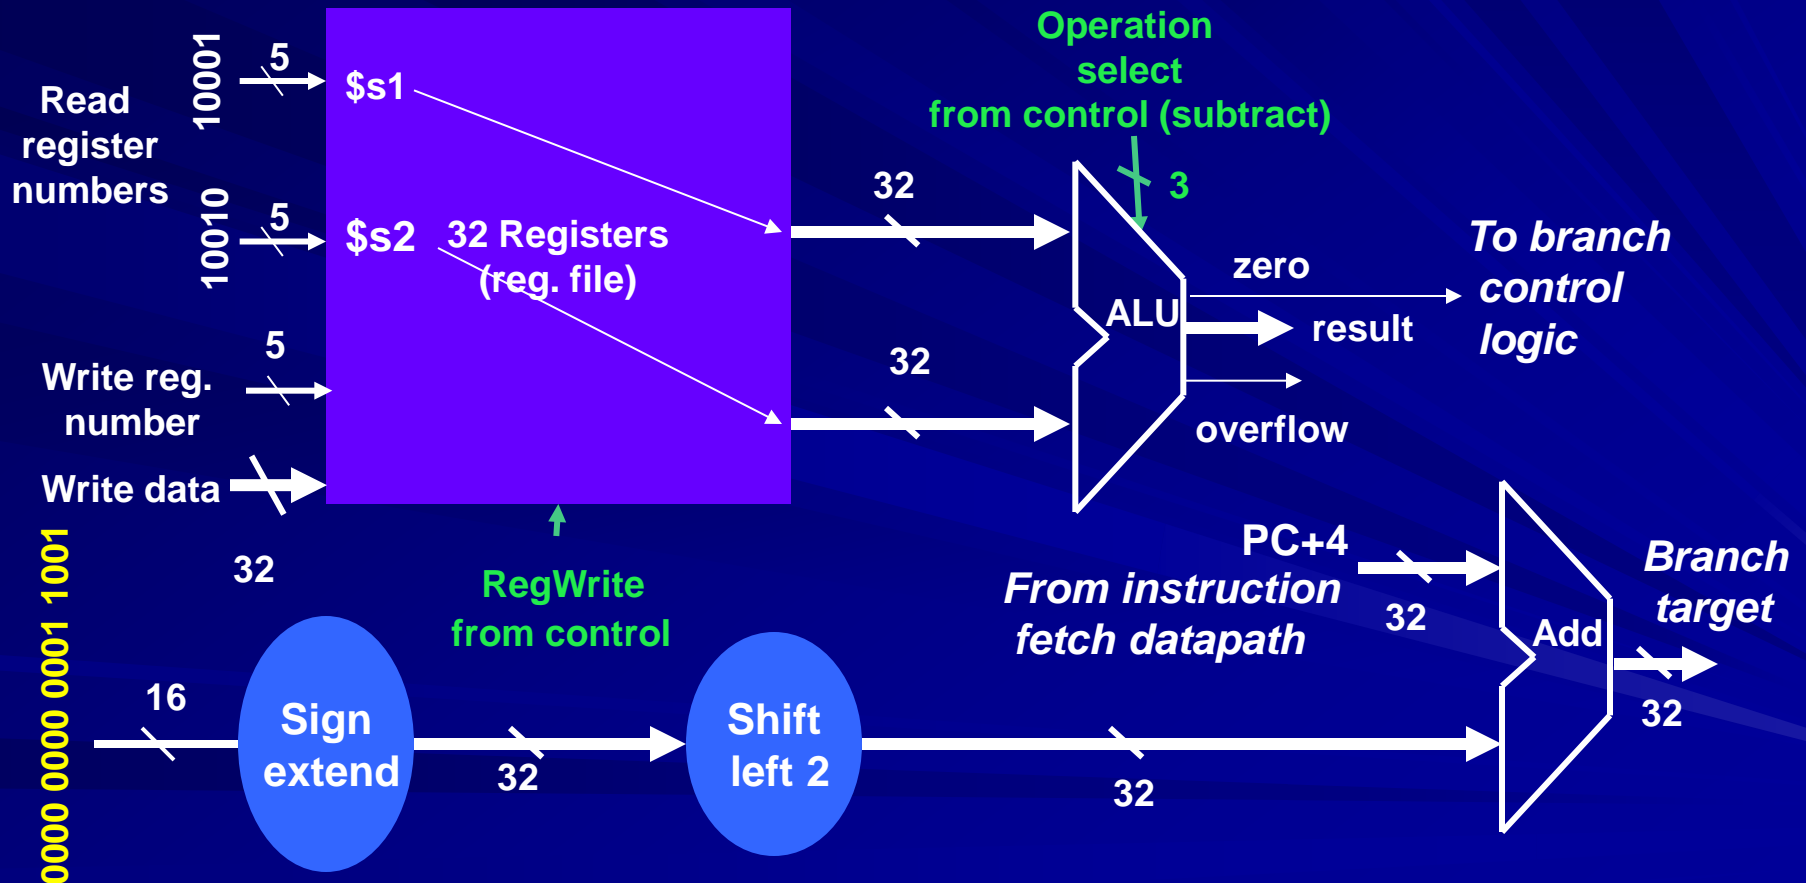 Read
register
numbers
10001
5
$s1
10010
5
$s2
32 Registers
(reg. file)
5
Write reg.
number
Write data
32
RegWrite
from control
Operation
select
from control (subtract)
3
32
32
ALU
zero
result
overflow
To branch
control
logic
0000 0000 0001 1001
16
Sign
extend
32
Shift
left 2
32
PC+4
From instruction
fetch datapath
32
Add
Branch
target
32